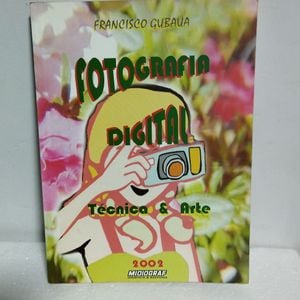 FRANCISCO GUBAUA
FOTOGRAFIA
DIGITAL
Técnica & Arte
2002
MIDIOGRAF